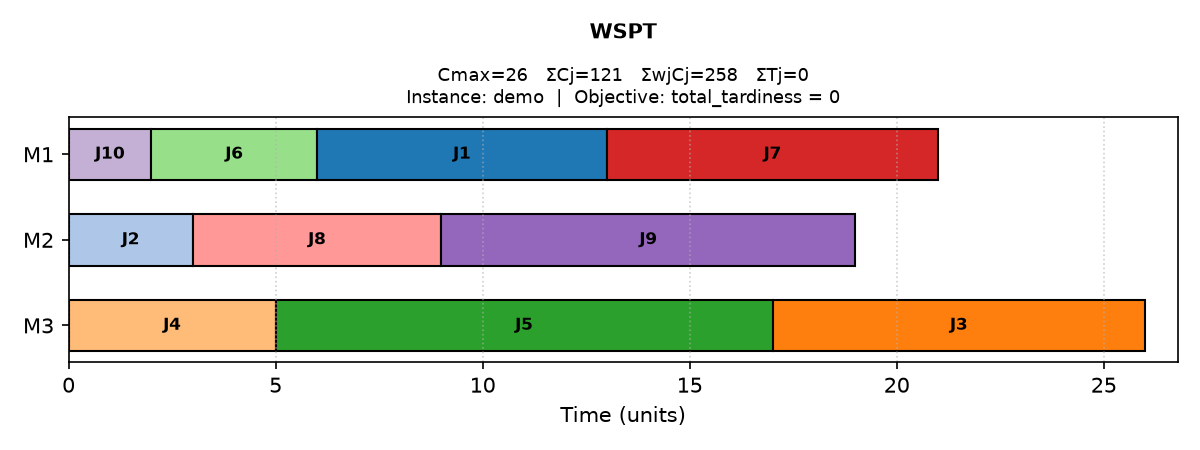 WSPT
Cmax=26   ΣCj=121   ΣwjCj=258   ΣTj=0
Instance: demo  |  Objective: total_tardiness = 0
M1 J10 J6 J1 J7
M2 J2 J8 J9
M3 J4 J5 J3
0 5 10 15 20 25
Time (units)